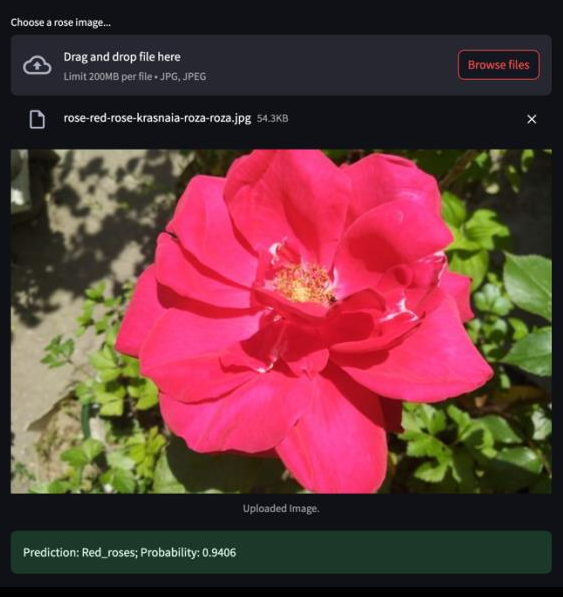 Choose a rose image...
Drag and drop file here
Limit 200MB per file • JPG, JPEG
Browse files
rose-red-rose-krasnaia-roza-roza.jpg 54.3KB
Uploaded Image.
Prediction: Red_roses; Probability: 0.9406